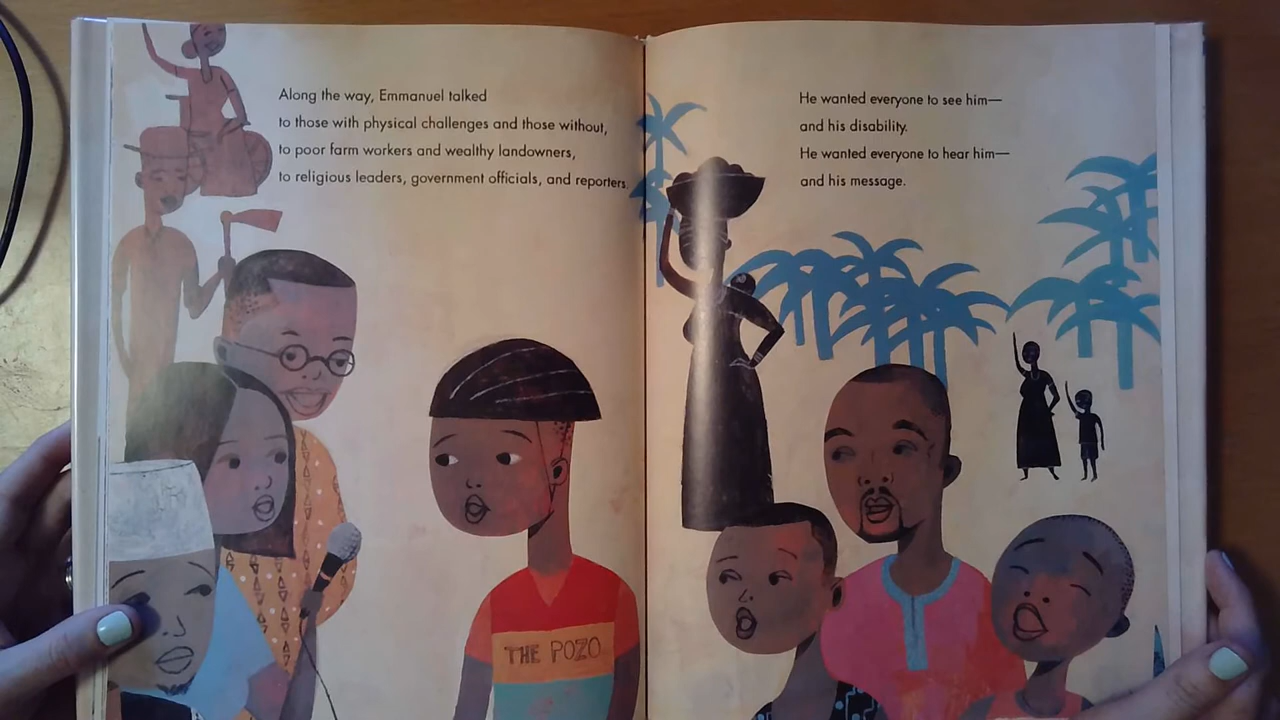 Along the way, Emmanuel talked
to those with physical challenges and those without,
to poor farm workers and wealthy landowners,
to religious leaders, government officials, and reporters.
He wanted everyone to see him—
and his disability.
He wanted everyone to hear him—
and his message.
THE POZO